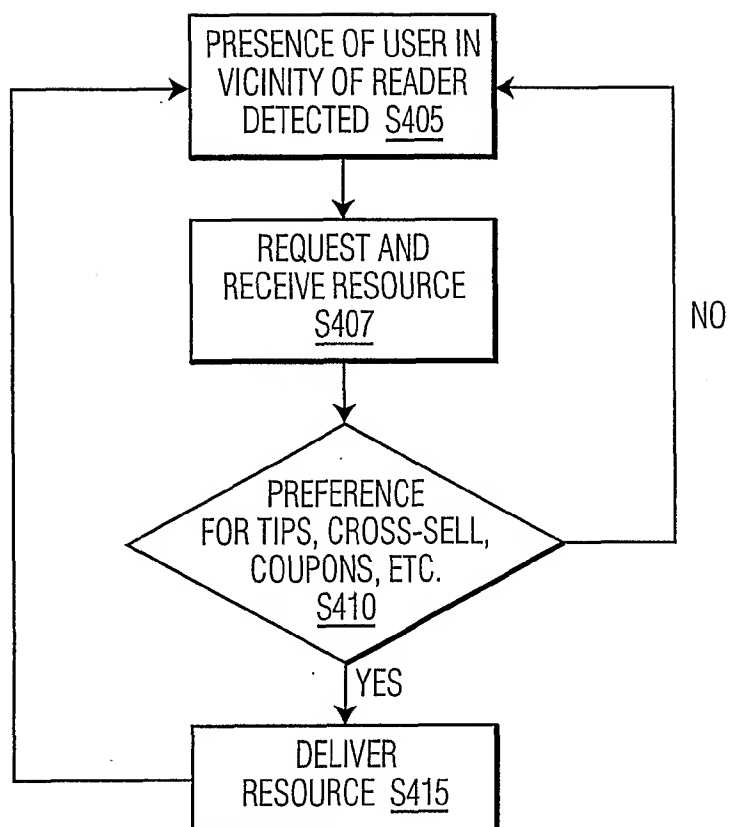 PRESENCE OF USER IN
VICINITY OF READER
DETECTED S405
REQUEST AND
RECEIVE RESOURCE
S407
NO
PREFERENCE
FOR TIPS, CROSS-SELL,
COUPONS, ETC.
S410
YES
DELIVER
RESOURCE S415